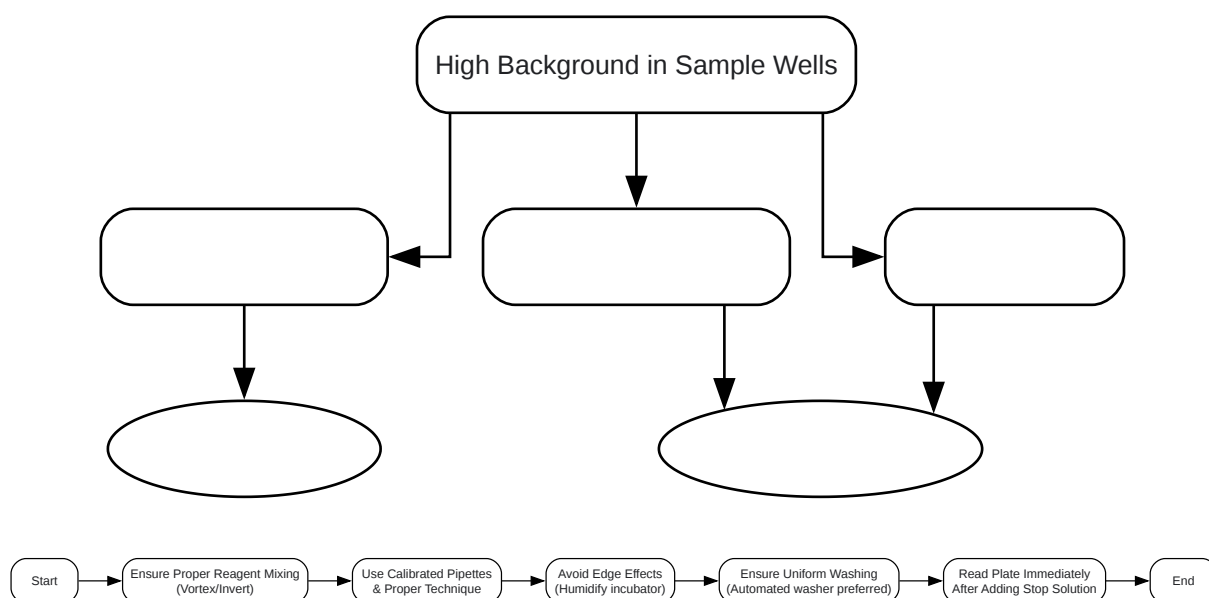 High Background in Sample Wells
Start
Ensure Proper Reagent Mixing
(Vortex/Invert)
Use Calibrated Pipettes
& Proper Technique
Avoid Edge Effects
(Humidify incubator)
Ensure Uniform Washing
(Automated washer preferred)
Read Plate Immediately
After Adding Stop Solution
End